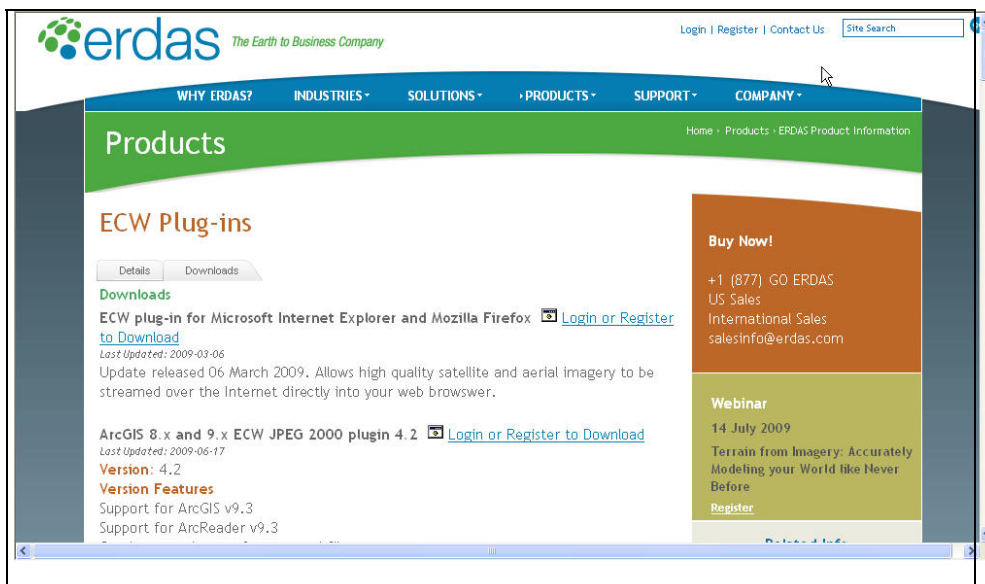 erdas The Earth to Business Company
Login | Register | Contact Us Site Search
WHY ERDAS? INDUSTRIES SOLUTIONS PRODUCTS SUPPORT COMPANY
Products
Home › Products › ERDAS Product Information
ECW Plug-ins
Details Downloads
Downloads
ECW plug-in for Microsoft Internet Explorer and Mozilla Firefox Login or Register
to Download
Last Updated: 2009-03-06
Update released 06 March 2009. Allows high quality satellite and aerial imagery to be
streamed over the Internet directly into your web browswer.
ArcGIS 8.x and 9.x ECW JPEG 2000 plugin 4.2 Login or Register to Download
Last Updated: 2009-06-17
Version: 4.2
Version Features
Support for ArcGIS v9.3
Support for ArcReader v9.3
Buy Now!
+1 (877) GO ERDAS
US Sales
International Sales
salesinfo@erdas.com
Webinar
14 July 2009
Terrain from Imagery: Accurately
Modeling your World like Never
Before
Register
Related Info